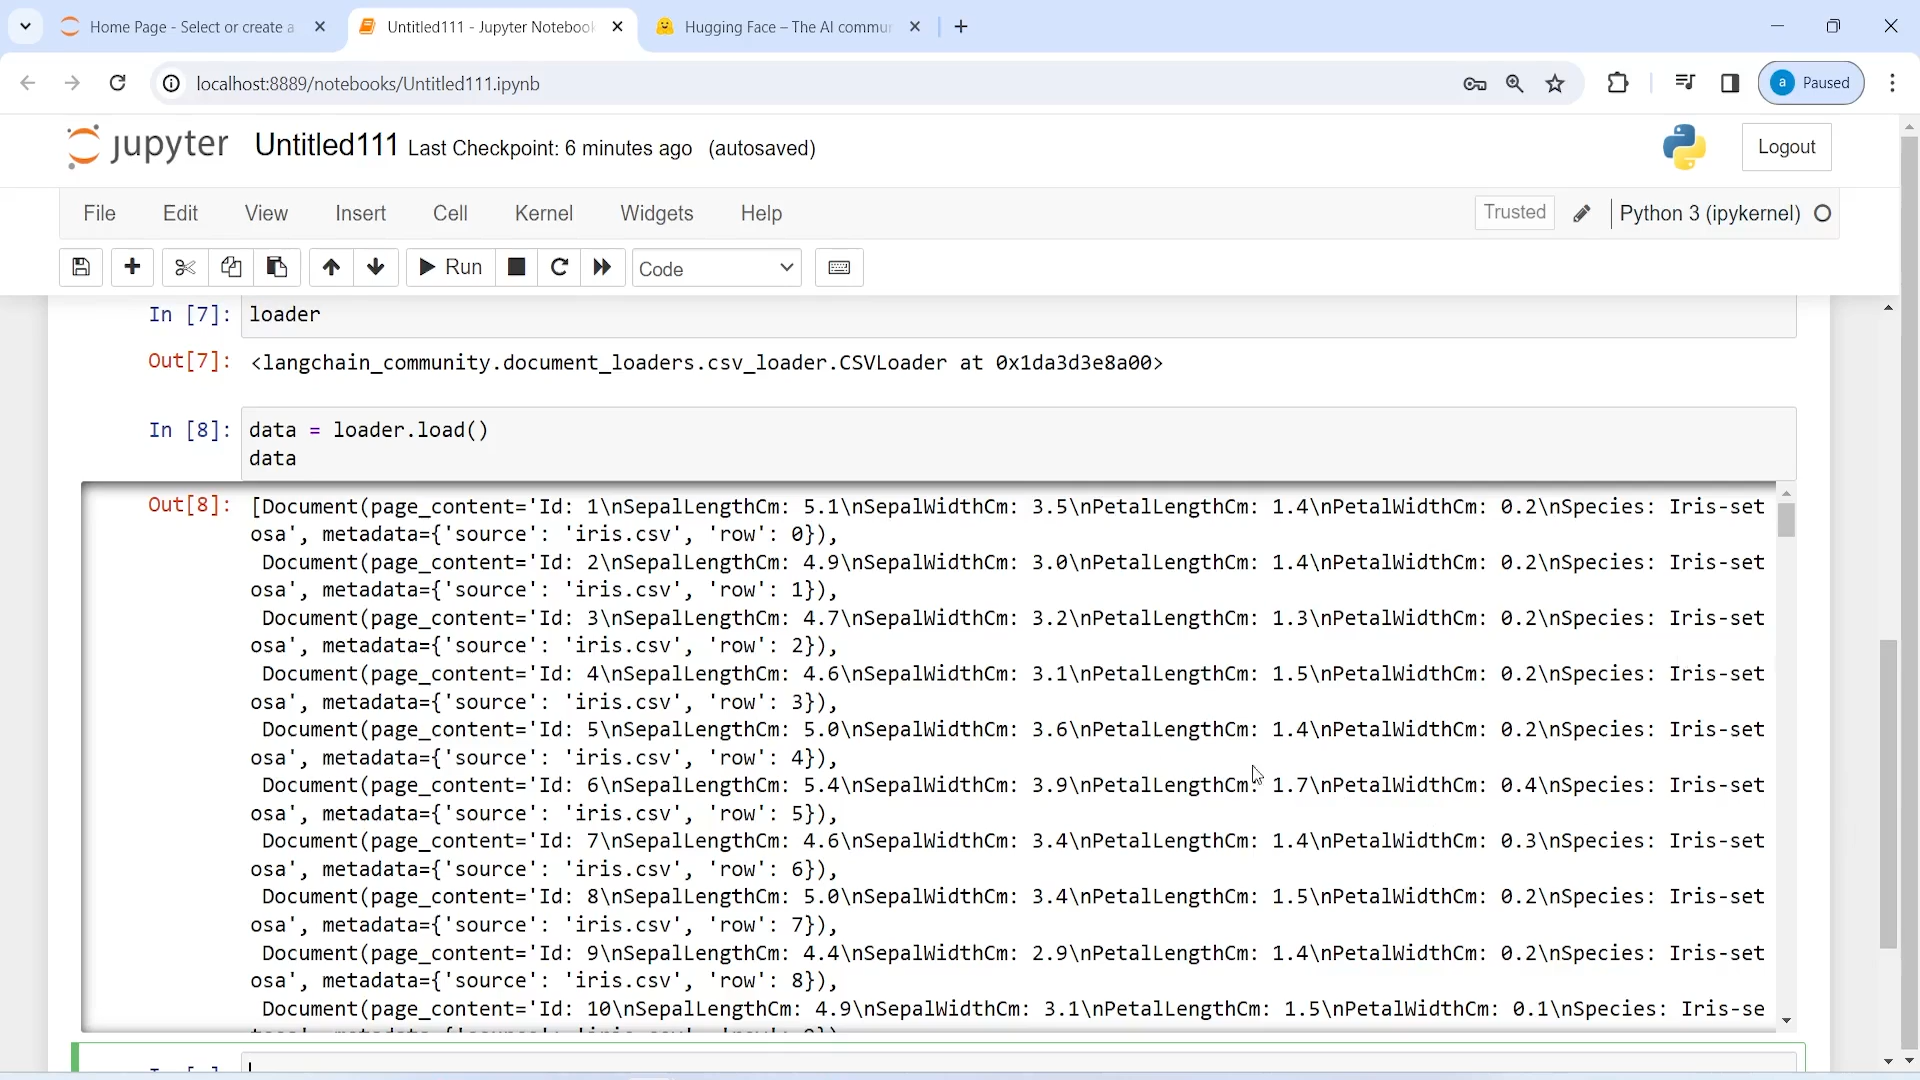 Home Page - Select or create a
Untitled111 - Jupyter Notebook
Hugging Face – The AI commun
localhost:8889/notebooks/Untitled111.ipynb
a Paused
jupyter Untitled111 Last Checkpoint: 6 minutes ago (autosaved)
Logout
File Edit View Insert Cell Kernel Widgets Help
Trusted Python 3 (ipykernel)
Run Code
In [7]: loader
Out[7]: <langchain_community.document_loaders.csv_loader.CSVLoader at 0x1da3d3e8a00>
In [8]: data = loader.load()
data
Out[8]: [Document(page_content='Id: 1\nSepalLengthCm: 5.1\nSepalWidthCm: 3.5\nPetalLengthCm: 1.4\nPetalWidthCm: 0.2\nSpecies: Iris-set
osa', metadata={'source': 'iris.csv', 'row': 0}),
Document(page_content='Id: 2\nSepalLengthCm: 4.9\nSepalWidthCm: 3.0\nPetalLengthCm: 1.4\nPetalWidthCm: 0.2\nSpecies: Iris-set
osa', metadata={'source': 'iris.csv', 'row': 1}),
Document(page_content='Id: 3\nSepalLengthCm: 4.7\nSepalWidthCm: 3.2\nPetalLengthCm: 1.3\nPetalWidthCm: 0.2\nSpecies: Iris-set
osa', metadata={'source': 'iris.csv', 'row': 2}),
Document(page_content='Id: 4\nSepalLengthCm: 4.6\nSepalWidthCm: 3.1\nPetalLengthCm: 1.5\nPetalWidthCm: 0.2\nSpecies: Iris-set
osa', metadata={'source': 'iris.csv', 'row': 3}),
Document(page_content='Id: 5\nSepalLengthCm: 5.0\nSepalWidthCm: 3.6\nPetalLengthCm: 1.4\nPetalWidthCm: 0.2\nSpecies: Iris-set
osa', metadata={'source': 'iris.csv', 'row': 4}),
Document(page_content='Id: 6\nSepalLengthCm: 5.4\nSepalWidthCm: 3.9\nPetalLengthCm: 1.7\nPetalWidthCm: 0.4\nSpecies: Iris-set
osa', metadata={'source': 'iris.csv', 'row': 5}),
Document(page_content='Id: 7\nSepalLengthCm: 4.6\nSepalWidthCm: 3.4\nPetalLengthCm: 1.4\nPetalWidthCm: 0.3\nSpecies: Iris-set
osa', metadata={'source': 'iris.csv', 'row': 6}),
Document(page_content='Id: 8\nSepalLengthCm: 5.0\nSepalWidthCm: 3.4\nPetalLengthCm: 1.5\nPetalWidthCm: 0.2\nSpecies: Iris-set
osa', metadata={'source': 'iris.csv', 'row': 7}),
Document(page_content='Id: 9\nSepalLengthCm: 4.4\nSepalWidthCm: 2.9\nPetalLengthCm: 1.4\nPetalWidthCm: 0.2\nSpecies: Iris-set
osa', metadata={'source': 'iris.csv', 'row': 8}),
Document(page_content='Id: 10\nSepalLengthCm: 4.9\nSepalWidthCm: 3.1\nPetalLengthCm: 1.5\nPetalWidthCm: 0.1\nSpecies: Iris-se